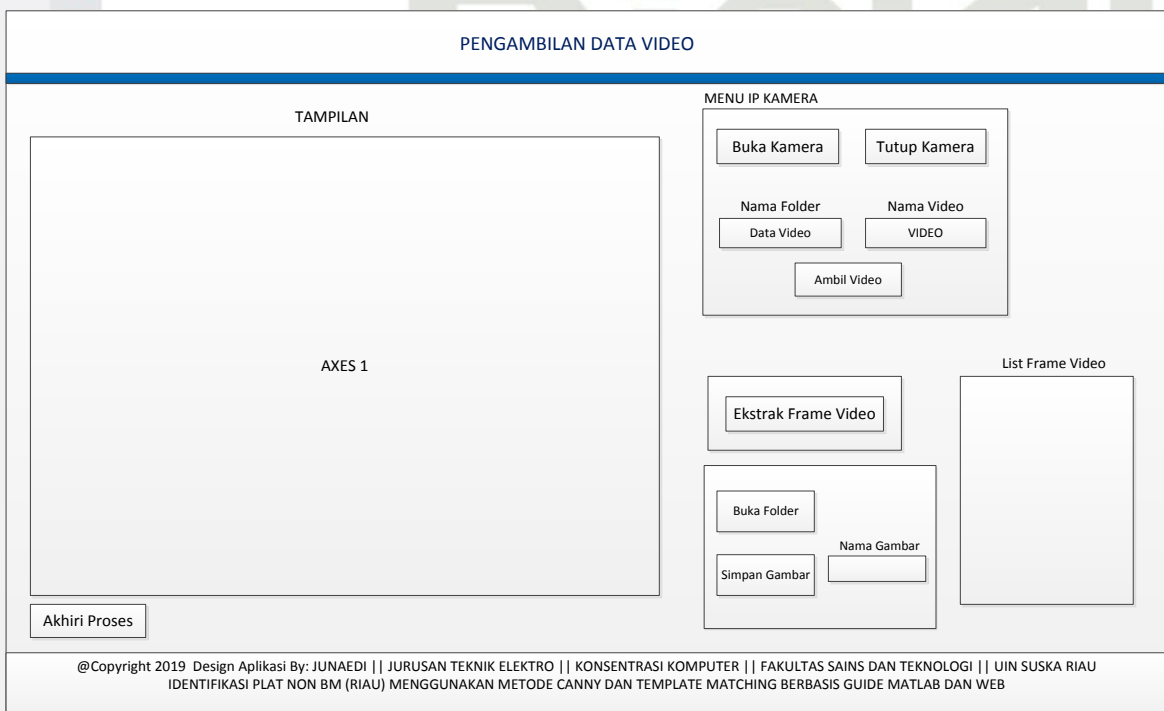 PENGAMBILAN DATA VIDEO
TAMPILAN
AXES 1
Akhiri Proses
MENU IP KAMERA
Buka Kamera
Tutup Kamera
Nama Folder
Nama Video
Data Video
VIDEO
Ambil Video
Ekstrak Frame Video
List Frame Video
Buka Folder
Nama Gambar
Simpan Gambar
@Copyright 2019 Design Aplikasi By: JUNAEDI || JURUSAN TEKNIK ELEKTRO || KONSENTRASI KOMPUTER || FAKULTAS SAINS DAN TEKNOLOGI || UIN SUSKA RIAU
IDENTIFIKASI PLAT NON BM (RIAU) MENGGUNAKAN METODE CANNY DAN TEMPLATE MATCHING BERBASIS GUIDE MATLAB DAN WEB